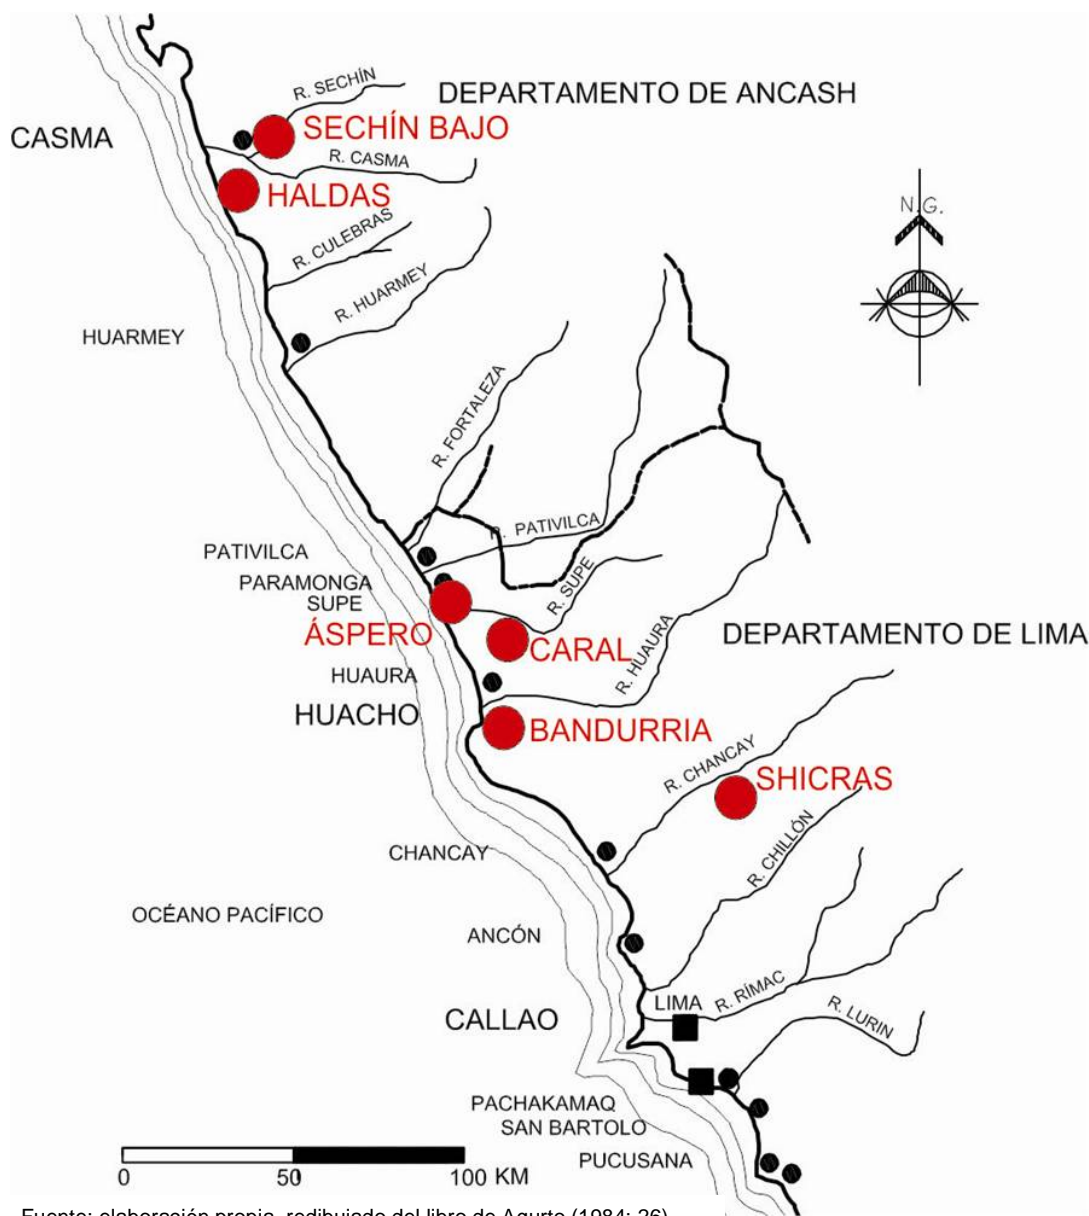 R. SECHÍN
DEPARTAMENTO DE ANCASH
CASMA
SECHÍN BAJO
R. CASMA
HALDAS
N.G.
R. CULEBRAS
R. HUARMEY
HUARMEY
R. FORTALEZA
R. PATIVILCA
PATIVILCA
PARAMONGA
SUPE
R. SUPE
ÁSPERO
CARAL
R. HUAURA
DEPARTAMENTO DE LIMA
HUAURA
HUACHO
BANDURRIA
R. CHANCAY
SHICRAS
R. CHILLÓN
CHANCAY
OCÉANO PACÍFICO
ANCÓN
LIMA
R. RÍMAC
R. LURIN
CALLAO
PACHAKAMAQ
SAN BARTOLO
PUCUSANA
0 50 100 KM
Fuente: elaboración propia, redibujado del libro de Agurto (1984: 26)